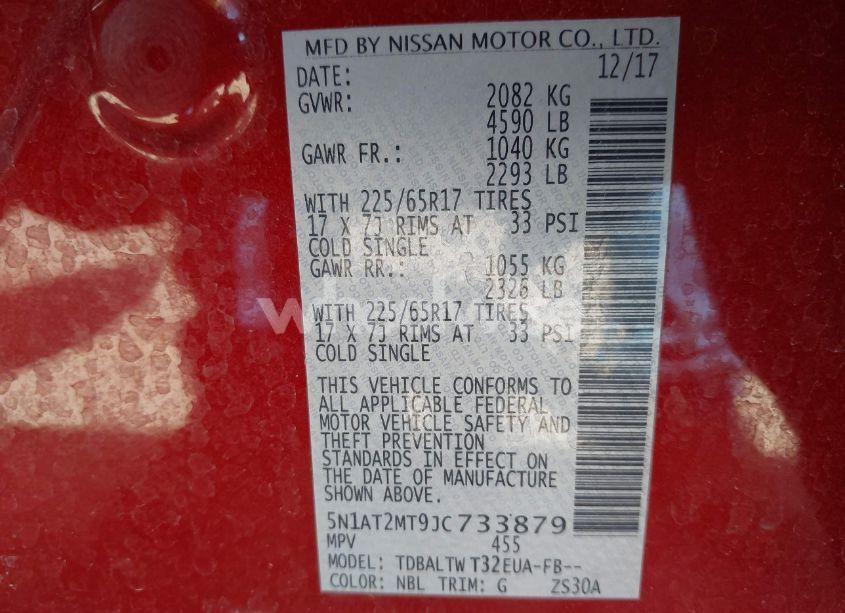 MFD BY NISSAN MOTOR CO., LTD.
DATE: 12/17
GVWR: 2082 KG
4590 LB
GAWR FR.: 1040 KG
2293 LB
WITH 225/65R17 TIRES
17 X 7J RIMS AT 33 PSI
COLD SINGLE
GAWR RR.: 1055 KG
2326 LB
WITH 225/65R17 TIRES
17 X 7J RIMS AT 33 PSI
COLD SINGLE
THIS VEHICLE CONFORMS TO
ALL APPLICABLE FEDERAL
MOTOR VEHICLE SAFETY AND
THEFT PREVENTION
STANDARDS IN EFFECT ON
THE DATE OF MANUFACTURE
SHOWN ABOVE.
5N1AT2MT9JC733879
MPV 455
MODEL: TDBALTW T32EUA-FB--
COLOR: NBL TRIM: G ZS30A